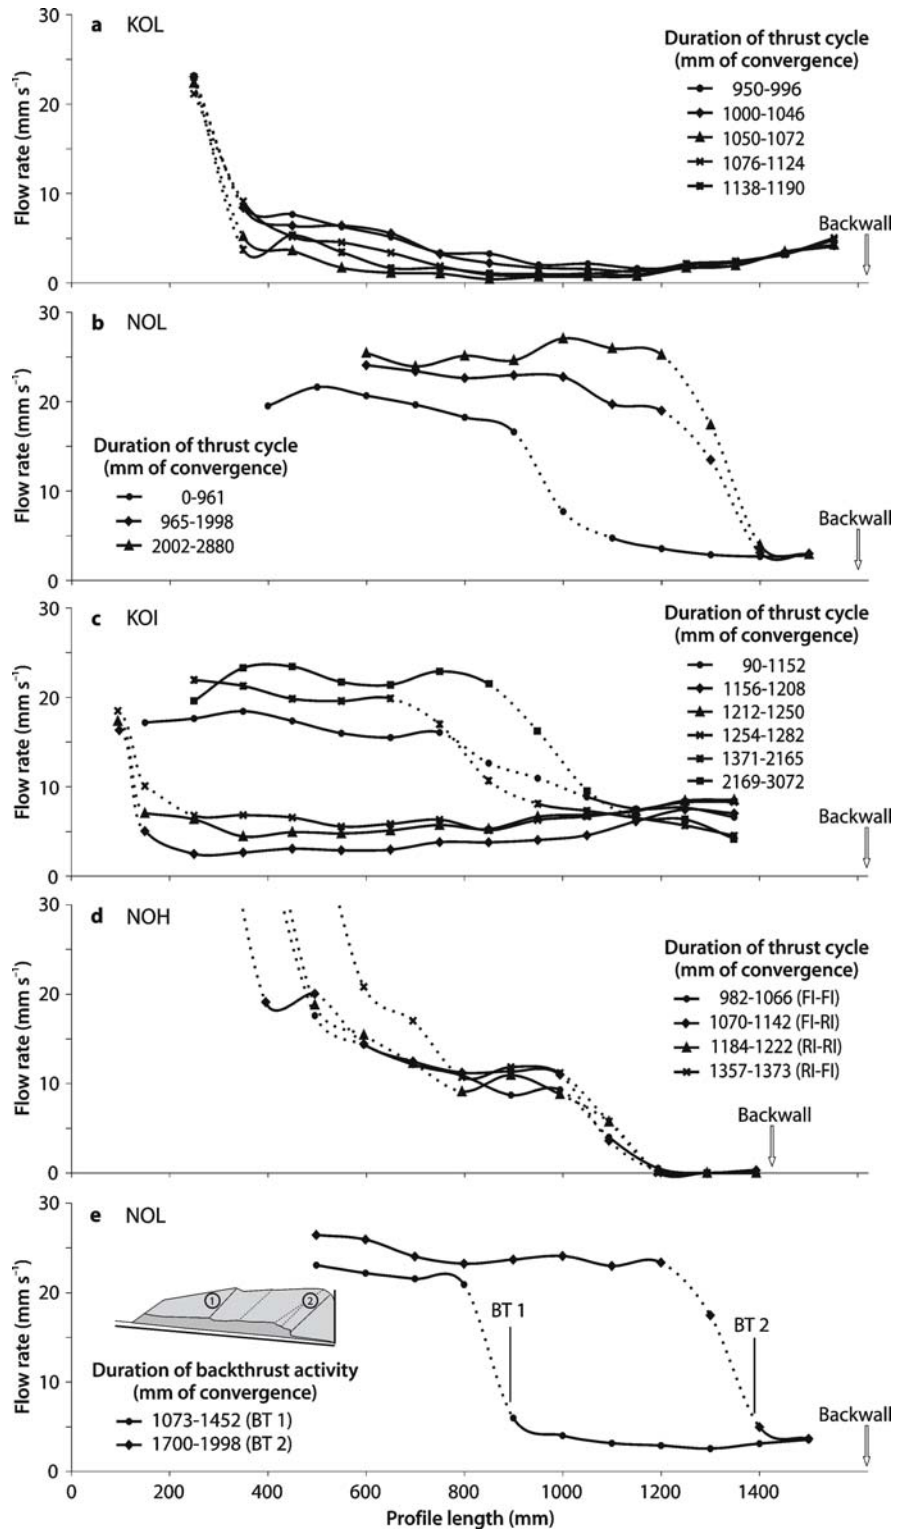 a KOL
Duration of thrust cycle
(mm of convergence)
950-996
1000-1046
1050-1072
1076-1124
1138-1190
Backwall
Flow rate (mm s⁻¹)
30
20
10
0
b NOL
Duration of thrust cycle
(mm of convergence)
0-961
965-1998
2002-2880
Backwall
Flow rate (mm s⁻¹)
30
20
10
0
c KOI
Duration of thrust cycle
(mm of convergence)
90-1152
1156-1208
1212-1250
1254-1282
1371-2165
2169-3072
Backwall
Flow rate (mm s⁻¹)
30
20
10
0
d NOH
Duration of thrust cycle
(mm of convergence)
982-1066 (FI-FI)
1070-1142 (FI-RI)
1184-1222 (RI-RI)
1357-1373 (RI-FI)
Backwall
Flow rate (mm s⁻¹)
30
20
10
0
e NOL
1
2
BT 1
BT 2
Duration of backthrust activity
(mm of convergence)
1073-1452 (BT 1)
1700-1998 (BT 2)
Backwall
Flow rate (mm s⁻¹)
30
20
10
0
0 200 400 600 800 1000 1200 1400
Profile length (mm)